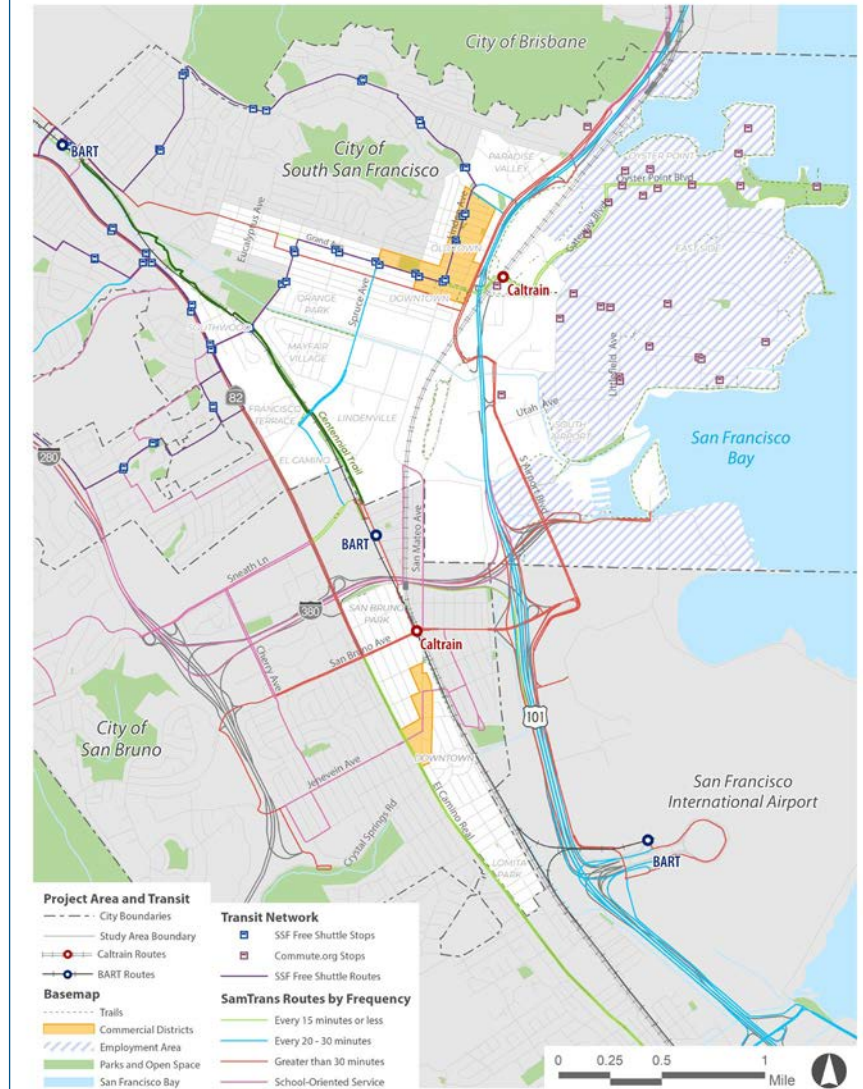 City of Brisbane
BART
City of
South San Francisco
PARADISE
VALLEY
OYSTER POINT
Oyster Point Blvd
Eucalyptus Ave
Grand Ave
Linden Ave
OLD TOWN
Gateway Blvd
EASTSIDE
Caltrain
Spruce Ave
DOWNTOWN
ORANGE
PARK
SOUTHWOOD
MAYFAIR
VILLAGE
Littlefield Ave
82
FRANCISCO
TERRACE
LINDENVILLE
Utah Ave
SOUTH
AIRPORT
Centennial Trail
San Francisco
Bay
280
EL CAMINO
S Airport Blvd
BART
San Mateo Ave
Sneath Ln
380
SAN BRUNO
PARK
Caltrain
San Bruno Ave
Cherry Ave
City of
San Bruno
101
DOWNTOWN
Jenevein Ave
San Francisco
International Airport
El Camino Real
Crystal Springs Rd
BART
LOMITA
PARK
Project Area and Transit
City Boundaries
Study Area Boundary
Caltrain Routes
BART Routes
Basemap
Trails
Commercial Districts
Employment Area
Parks and Open Space
San Francisco Bay
Transit Network
SSF Free Shuttle Stops
Commute.org Stops
SSF Free Shuttle Routes
SamTrans Routes by Frequency
Every 15 minutes or less
Every 20 - 30 minutes
Greater than 30 minutes
School-Oriented Service
0 0.25 0.5 1
Mile